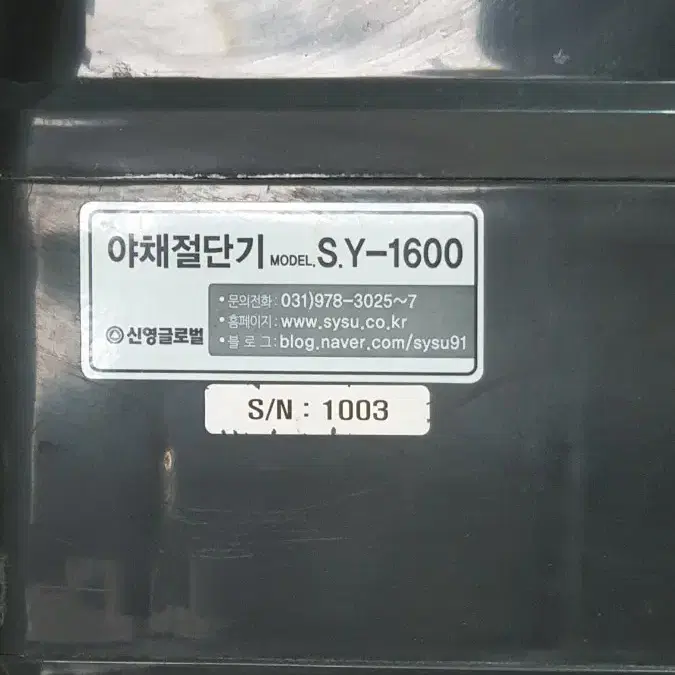 야채절단기 MODEL. S.Y-1600
• 문의전화 : 031)978-3025~7
• 홈페이지 : www.sysu.co.kr
신영글로벌
• 블로그 : blog.naver.com/sysu91
S/N : 1003